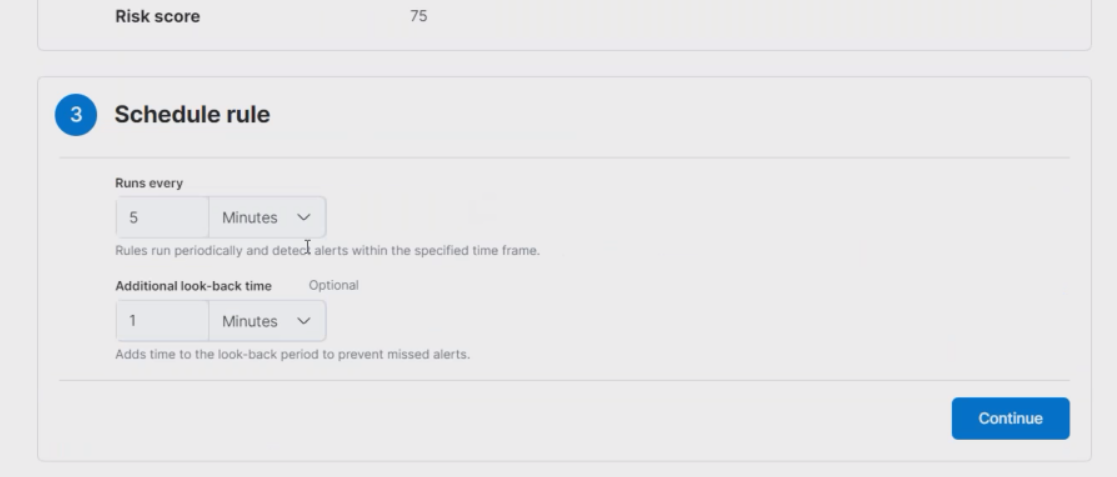 Risk score 75
3 Schedule rule
Runs every
5 Minutes
Rules run periodically and detect alerts within the specified time frame.
Additional look-back time Optional
1 Minutes
Adds time to the look-back period to prevent missed alerts.
Continue